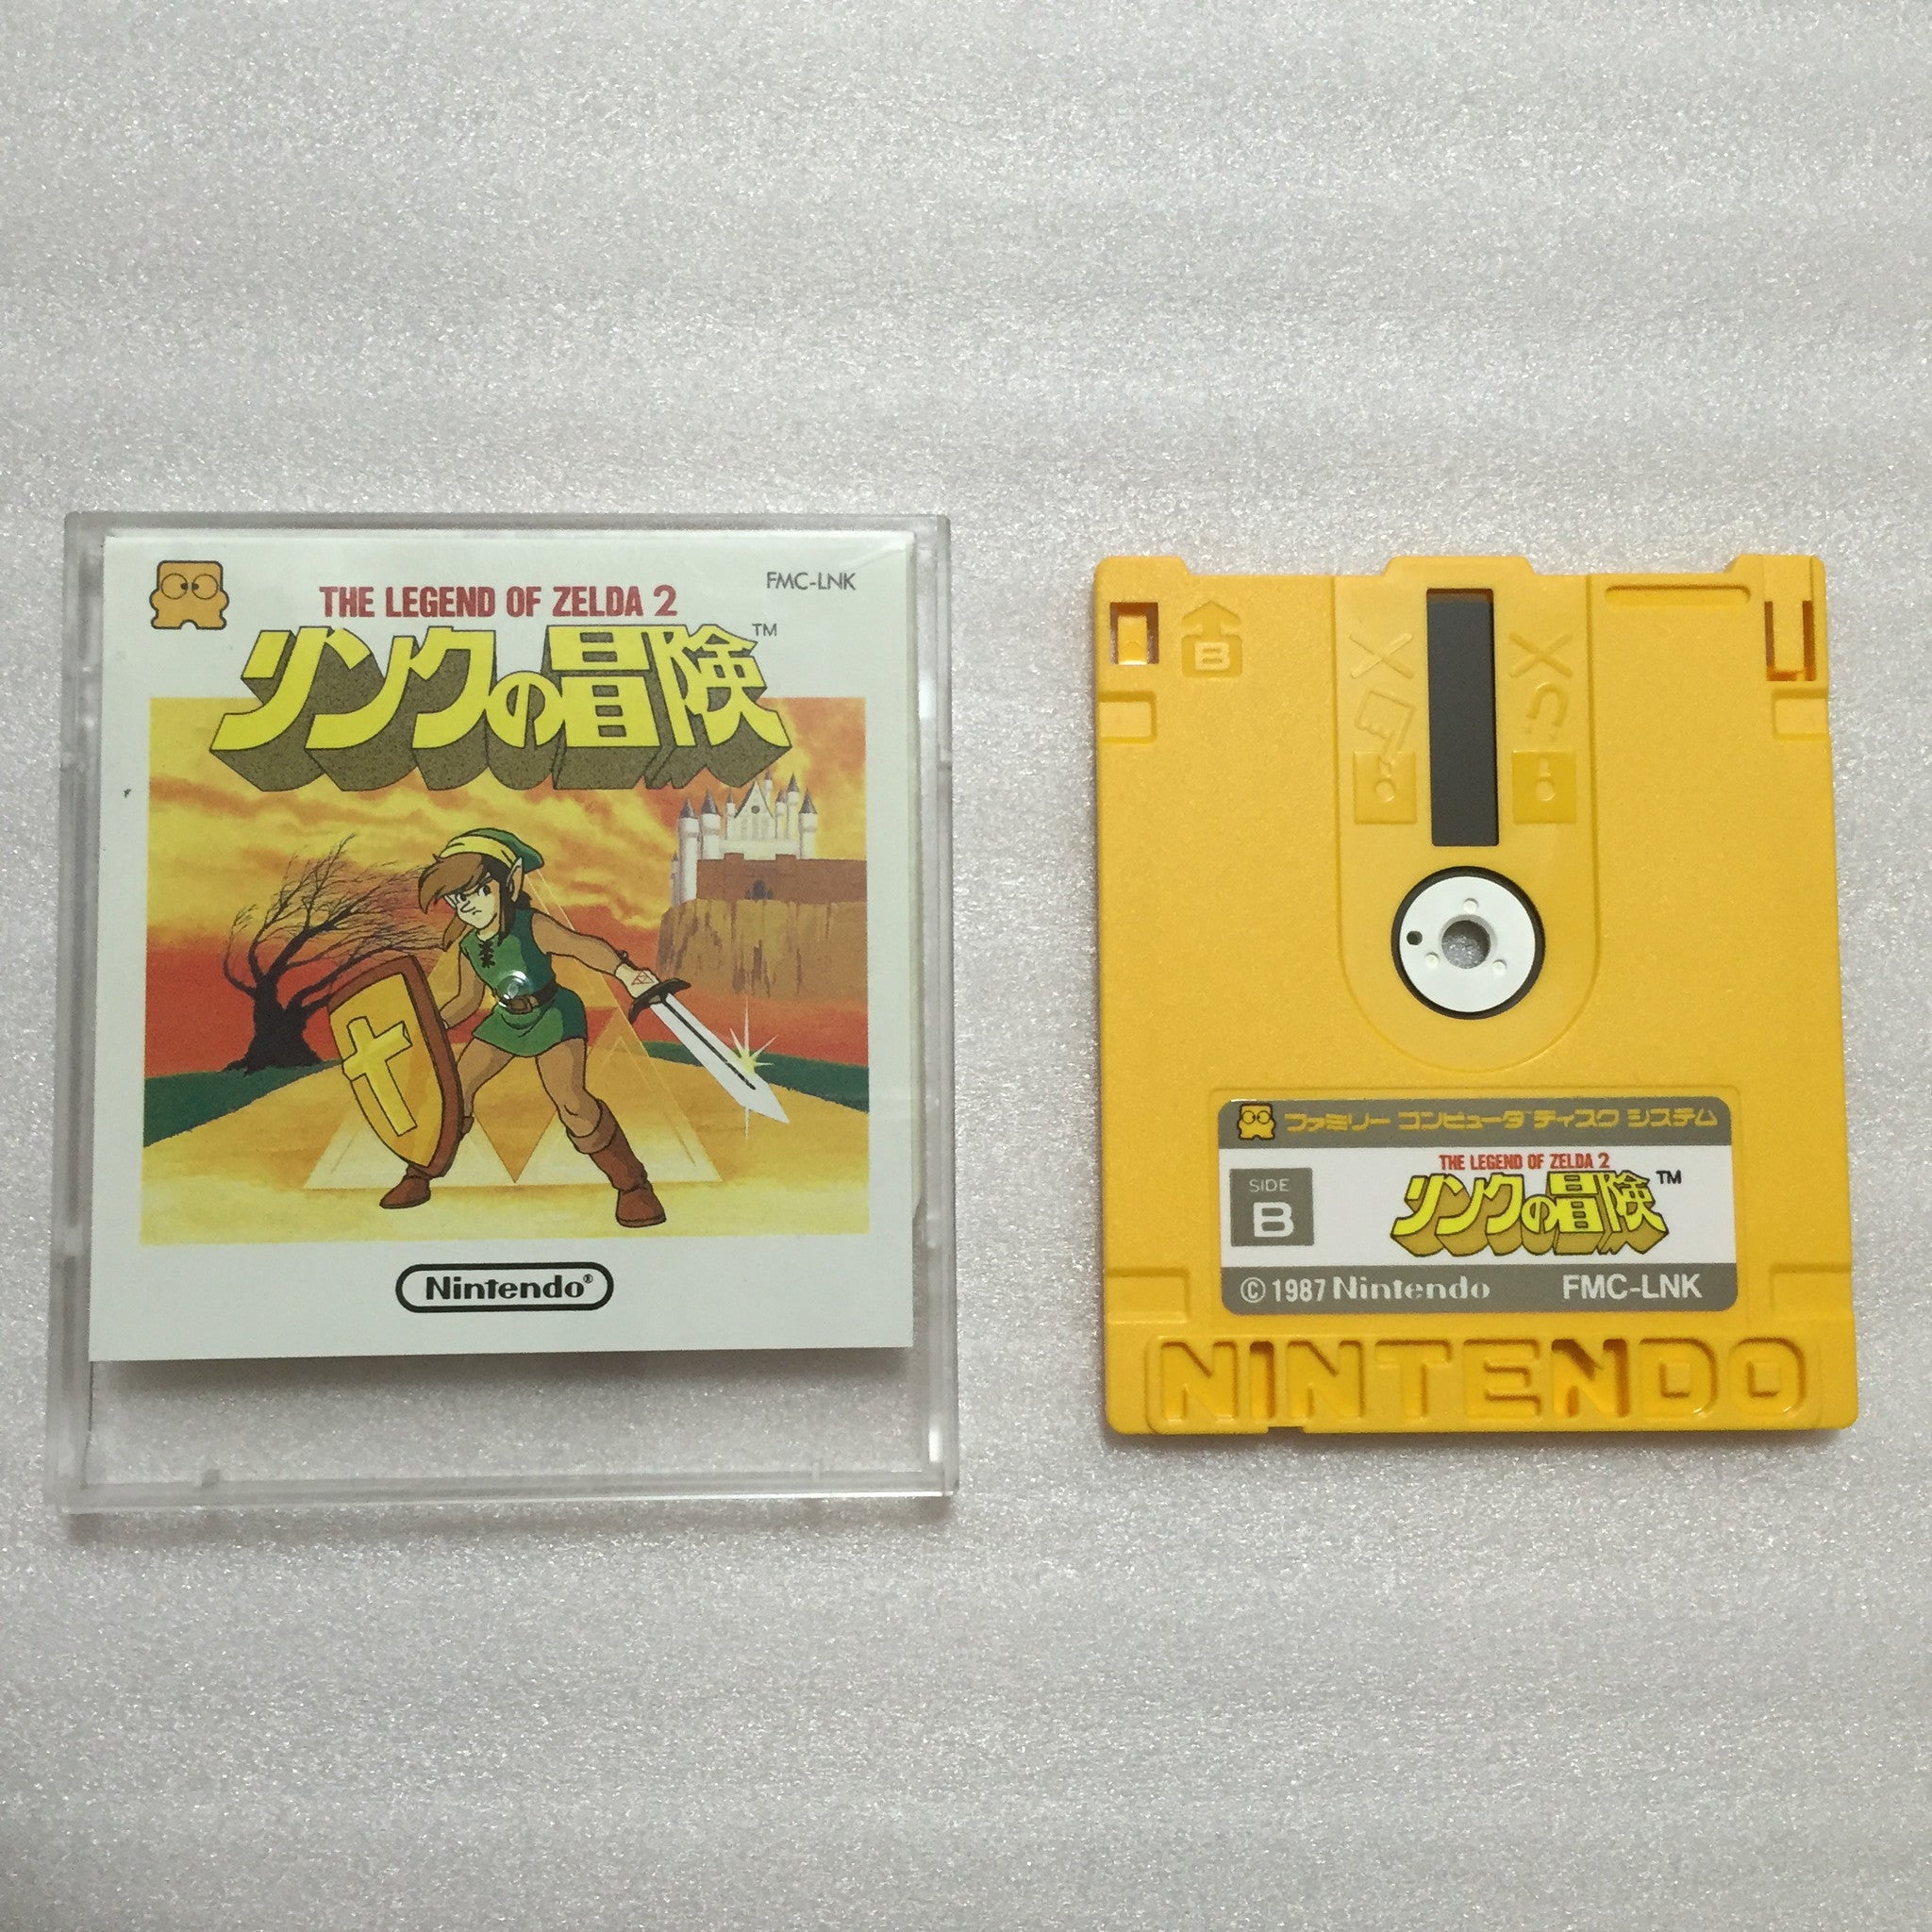 THE LEGEND OF ZELDA 2
FMC-LNK
リンクの冒険™
Nintendo®
B
ファミリー コンピュータ ディスク システム
SIDE
B
THE LEGEND OF ZELDA 2
リンクの冒険™
© 1987 Nintendo
FMC-LNK
NINTENDO